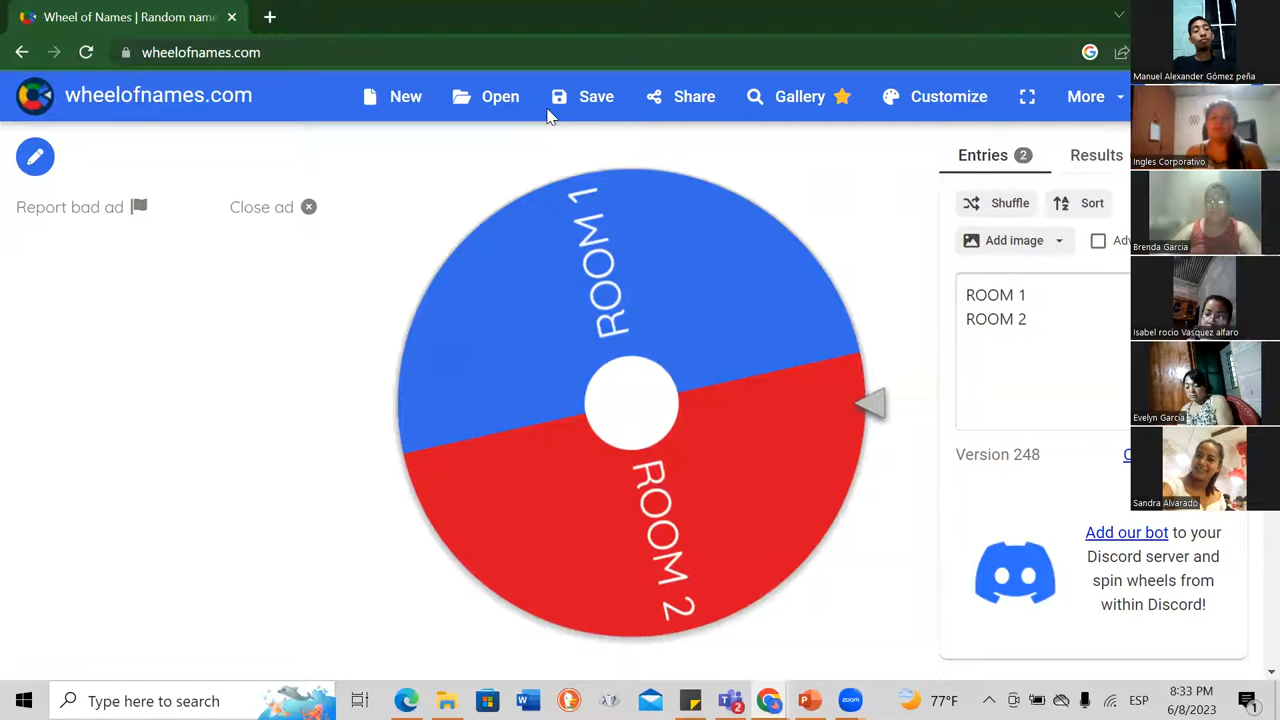 Wheel of Names | Random name
wheelofnames.com
wheelofnames.com
New
Open
Save
Share
Gallery
Customize
More
Report bad ad
Close ad
ROOM 1
ROOM 2
Entries 2
Results
Shuffle
Sort
Add image
ROOM 1
ROOM 2
Version 248
Add our bot to your
Discord server and
spin wheels from
within Discord!
Manuel Alexander Gómez peña
Ingles Corporativo
Brenda Garcia
Isabel rocio Vasquez alfaro
Evelyn García
Sandra Alvarado
Type here to search
77°F
ESP
8:33 PM
6/8/2023